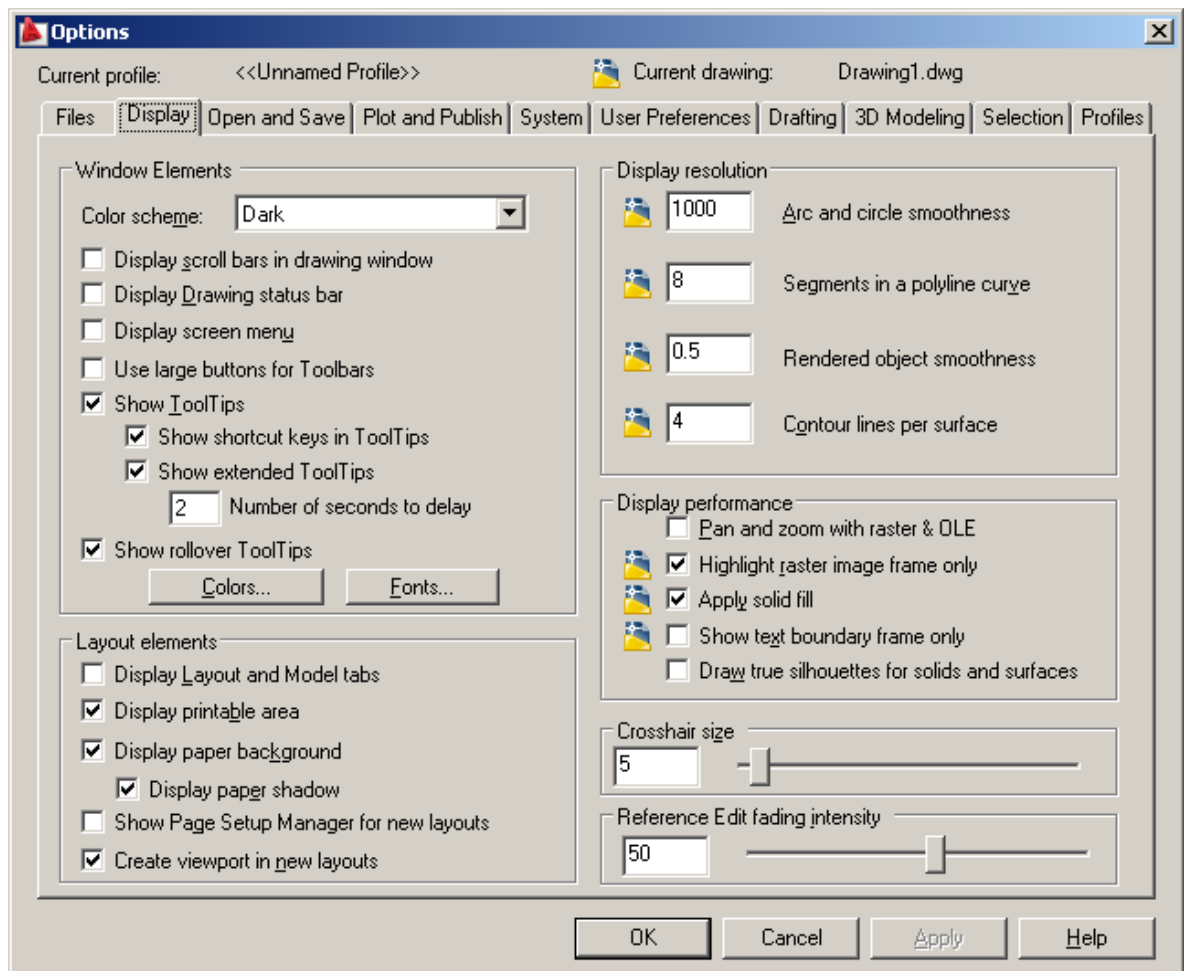 Options
Current profile: <<Unnamed Profile>> Current drawing: Drawing1.dwg
Files Display Open and Save Plot and Publish System User Preferences Drafting 3D Modeling Selection Profiles
Window Elements
Color scheme: Dark
Display scroll bars in drawing window
Display Drawing status bar
Display screen menu
Use large buttons for Toolbars
Show ToolTips
Show shortcut keys in ToolTips
Show extended ToolTips
2 Number of seconds to delay
Show rollover ToolTips
Colors... Fonts...
Layout elements
Display Layout and Model tabs
Display printable area
Display paper background
Display paper shadow
Show Page Setup Manager for new layouts
Create viewport in new layouts
Display resolution
1000 Arc and circle smoothness
8 Segments in a polyline curve
0.5 Rendered object smoothness
4 Contour lines per surface
Display performance
Pan and zoom with raster & OLE
Highlight raster image frame only
Apply solid fill
Show text boundary frame only
Draw true silhouettes for solids and surfaces
Crosshair size
5
Reference Edit fading intensity
50
OK Cancel Apply Help